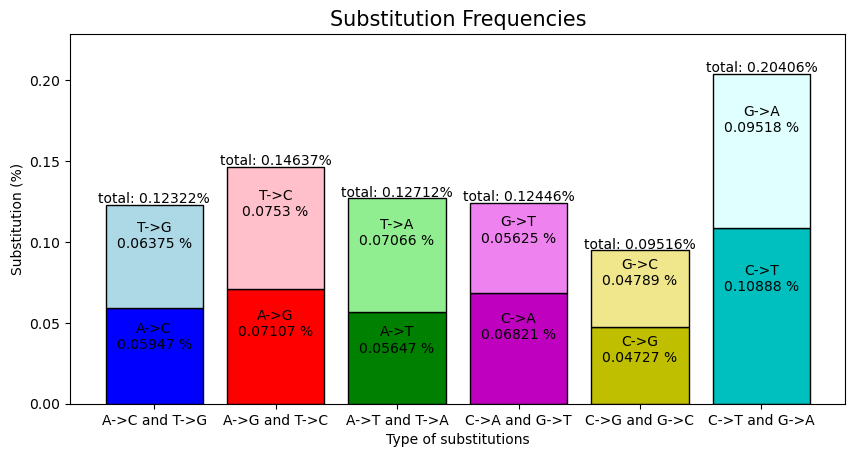 Substitution Frequencies
Substitution (%)
0.20
0.15
0.10
0.05
0.00
total: 0.12322%
T->G
0.06375 %
A->C
0.05947 %
total: 0.14637%
T->C
0.0753 %
A->G
0.07107 %
total: 0.12712%
T->A
0.07066 %
A->T
0.05647 %
total: 0.12446%
G->T
0.05625 %
C->A
0.06821 %
total: 0.09516%
G->C
0.04789 %
C->G
0.04727 %
total: 0.20406%
G->A
0.09518 %
C->T
0.10888 %
A->C and T->G
A->G and T->C
A->T and T->A
C->A and G->T
C->G and G->C
C->T and G->A
Type of substitutions